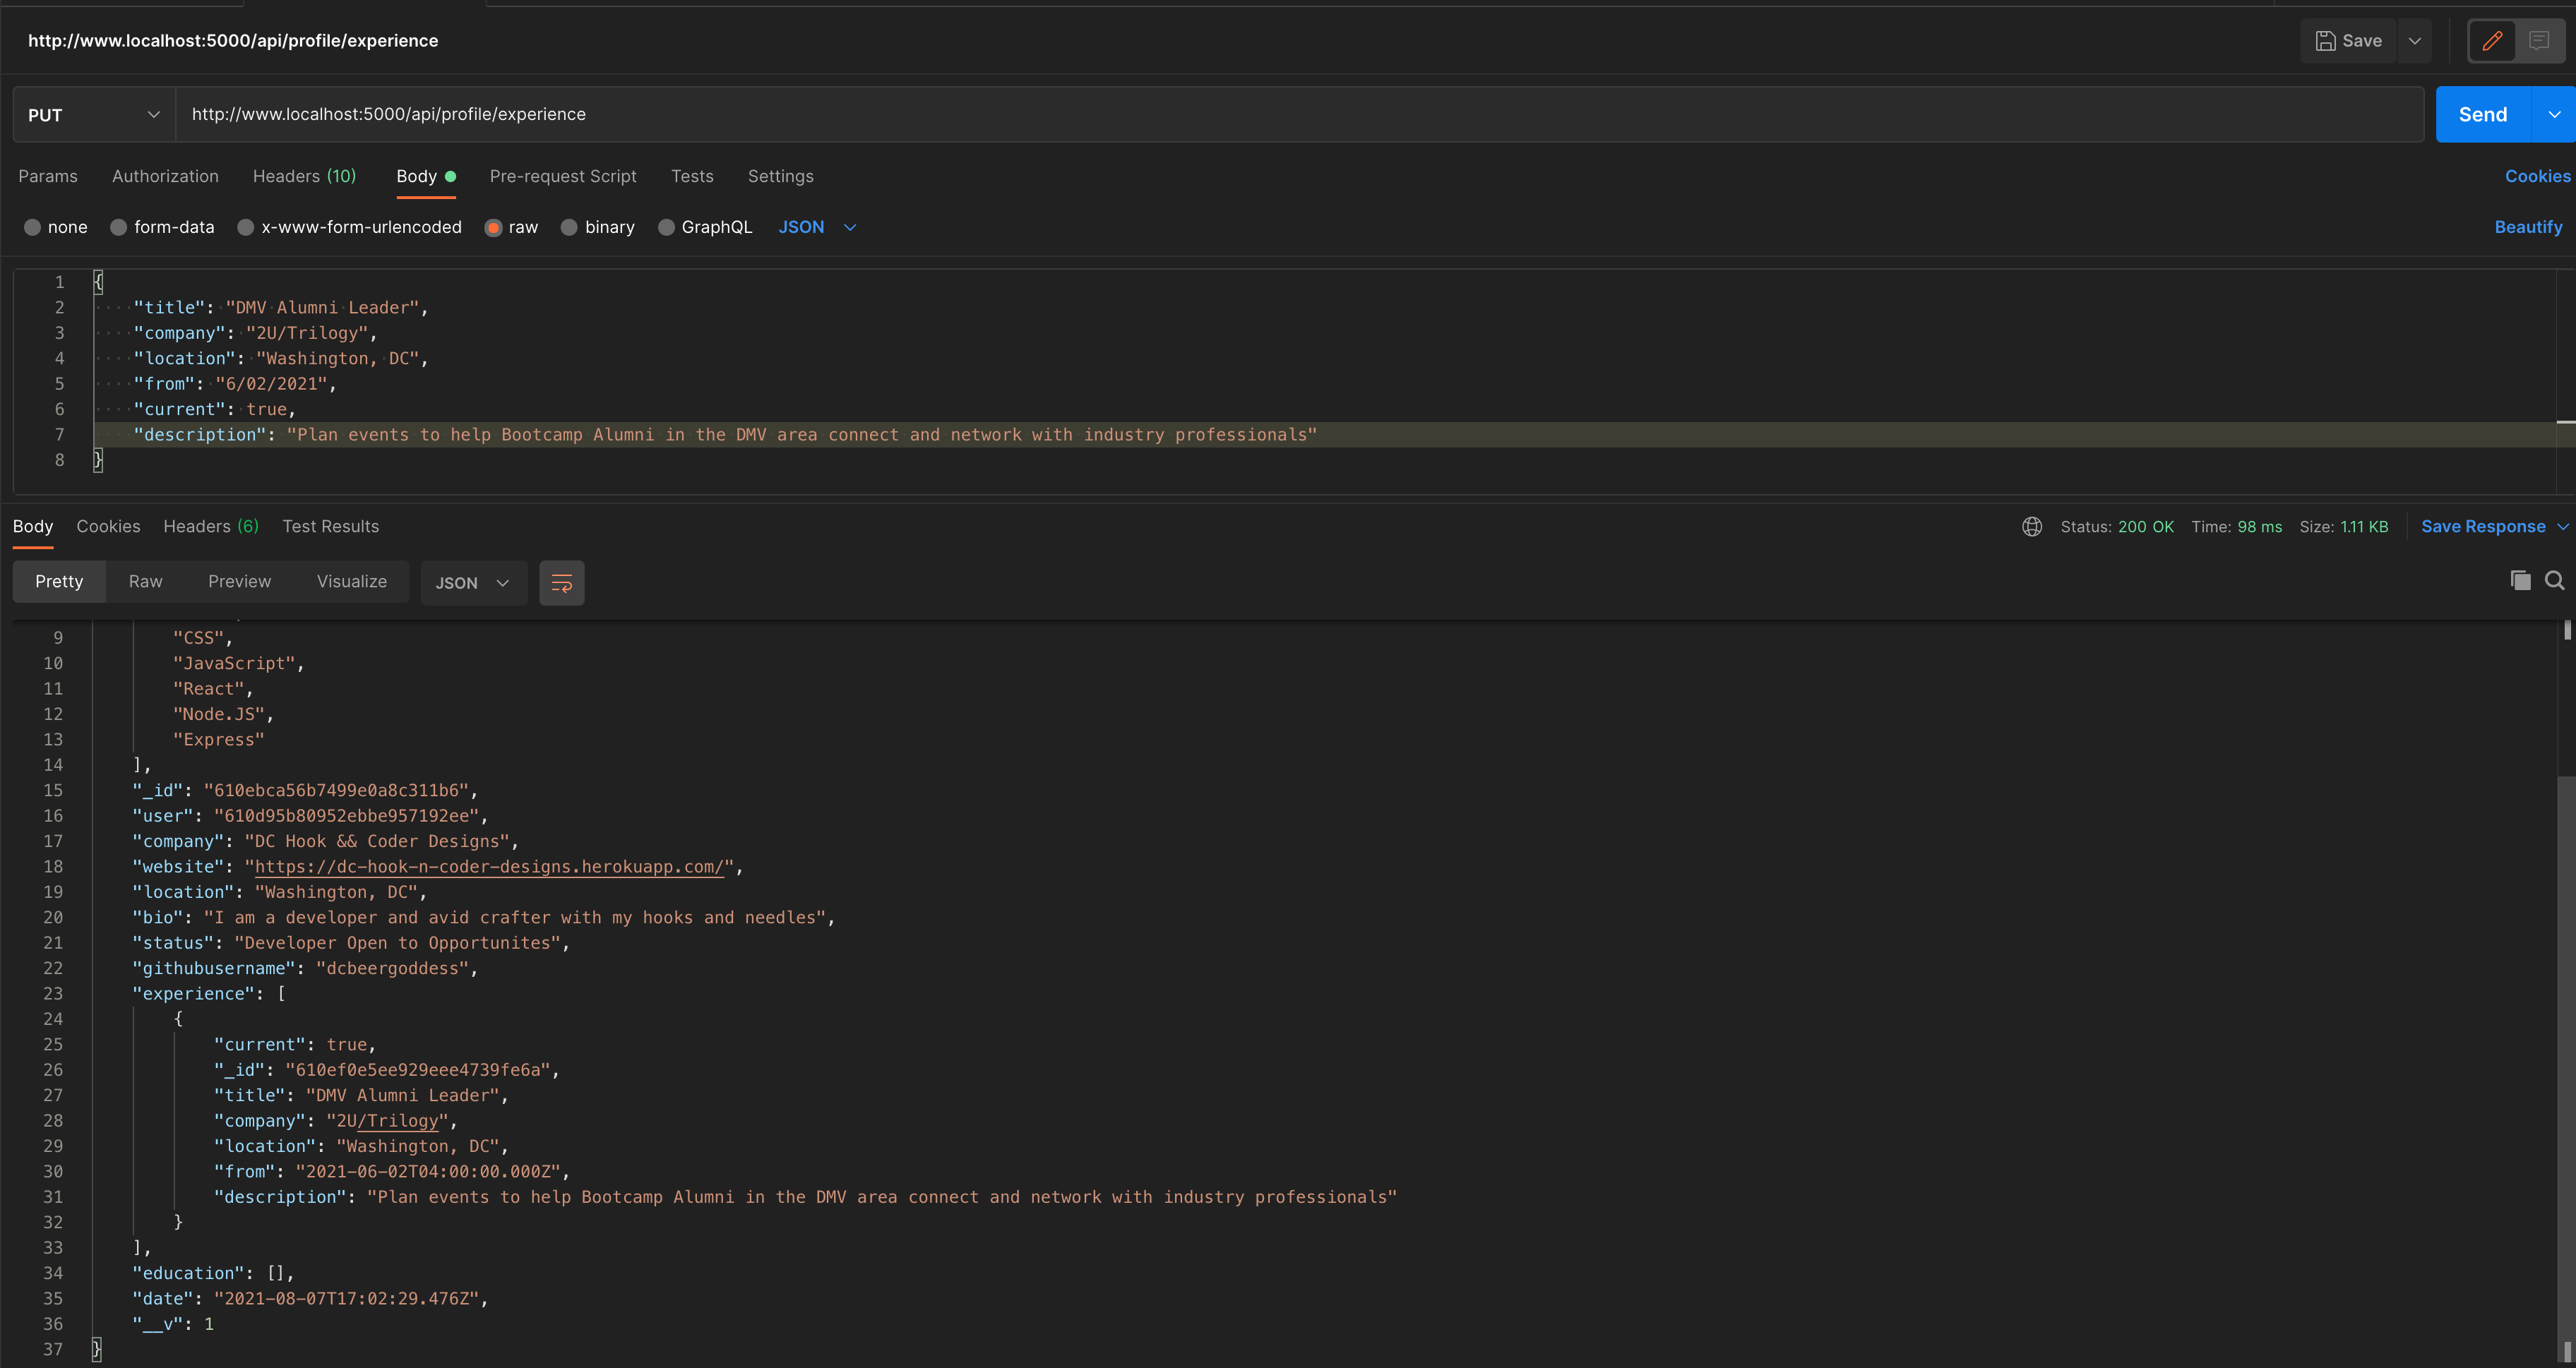 http://www.localhost:5000/api/profile/experience
Save
PUT http://www.localhost:5000/api/profile/experience Send
Params Authorization Headers (10) Body Pre-request Script Tests Settings Cookies
none form-data x-www-form-urlencoded raw binary GraphQL JSON Beautify
1 {
2 "title": "DMV Alumni Leader",
3 "company": "2U/Trilogy",
4 "location": "Washington, DC",
5 "from": "6/02/2021",
6 "current": true,
7 "description": "Plan events to help Bootcamp Alumni in the DMV area connect and network with industry professionals"
8 }
Body Cookies Headers (6) Test Results Status: 200 OK Time: 98 ms Size: 1.11 KB Save Response
Pretty Raw Preview Visualize JSON
9 "CSS",
10 "JavaScript",
11 "React",
12 "Node.JS",
13 "Express"
14 ],
15 "_id": "610ebca56b7499e0a8c311b6",
16 "user": "610d95b80952ebbe957192ee",
17 "company": "DC Hook && Coder Designs",
18 "website": "https://dc-hook-n-coder-designs.herokuapp.com/",
19 "location": "Washington, DC",
20 "bio": "I am a developer and avid crafter with my hooks and needles",
21 "status": "Developer Open to Opportunites",
22 "githubusername": "dcbeergoddess",
23 "experience": [
24 {
25 "current": true,
26 "_id": "610ef0e5ee929eee4739fe6a",
27 "title": "DMV Alumni Leader",
28 "company": "2U/Trilogy",
29 "location": "Washington, DC",
30 "from": "2021-06-02T04:00:00.000Z",
31 "description": "Plan events to help Bootcamp Alumni in the DMV area connect and network with industry professionals"
32 }
33 ],
34 "education": [],
35 "date": "2021-08-07T17:02:29.476Z",
36 "__v": 1
37 }